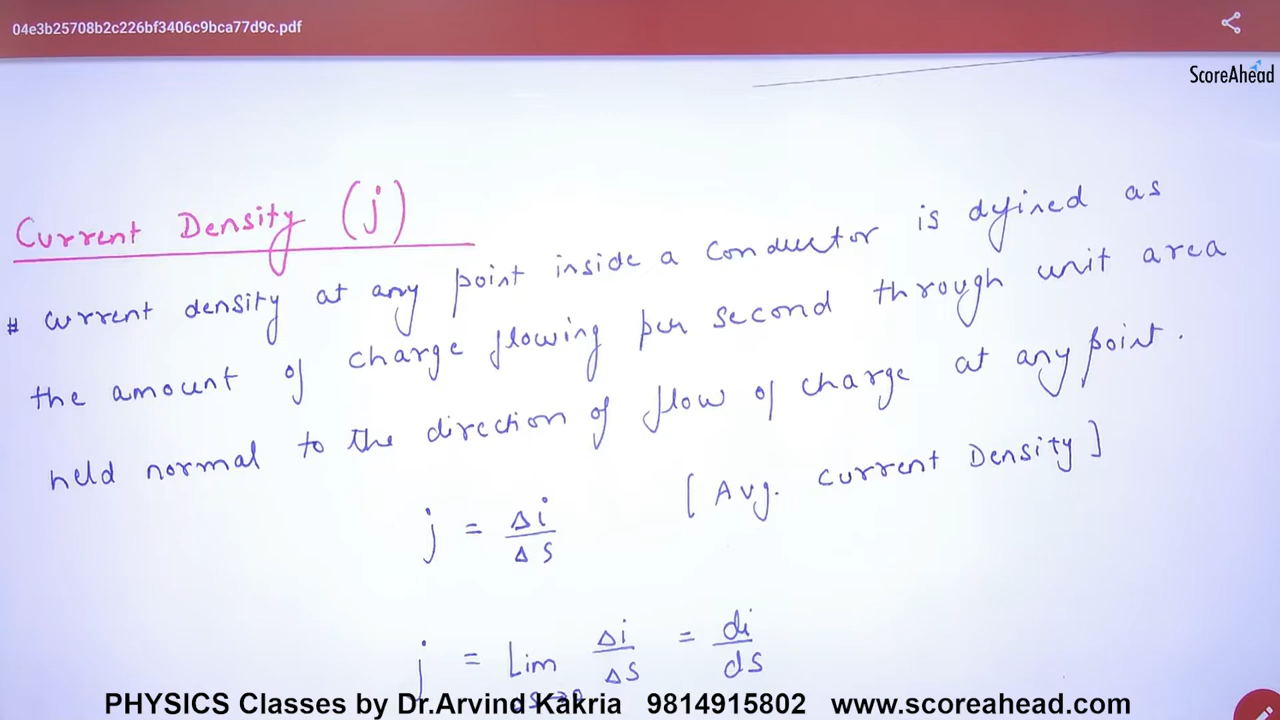 04e3b25708b2c226bf3406c9bca77d9c.pdf
ScoreAhead
Current Density (j)
# current density at any point inside a conductor is defined as
the amount of charge flowing per second through unit area
held normal to the direction of flow of charge at any point.
j = Δi/Δs [Avg. current Density]
j = Lim Δi/Δs = di/ds
Δs→0
PHYSICS Classes by Dr.Arvind Kakria 9814915802 www.scoreahead.com